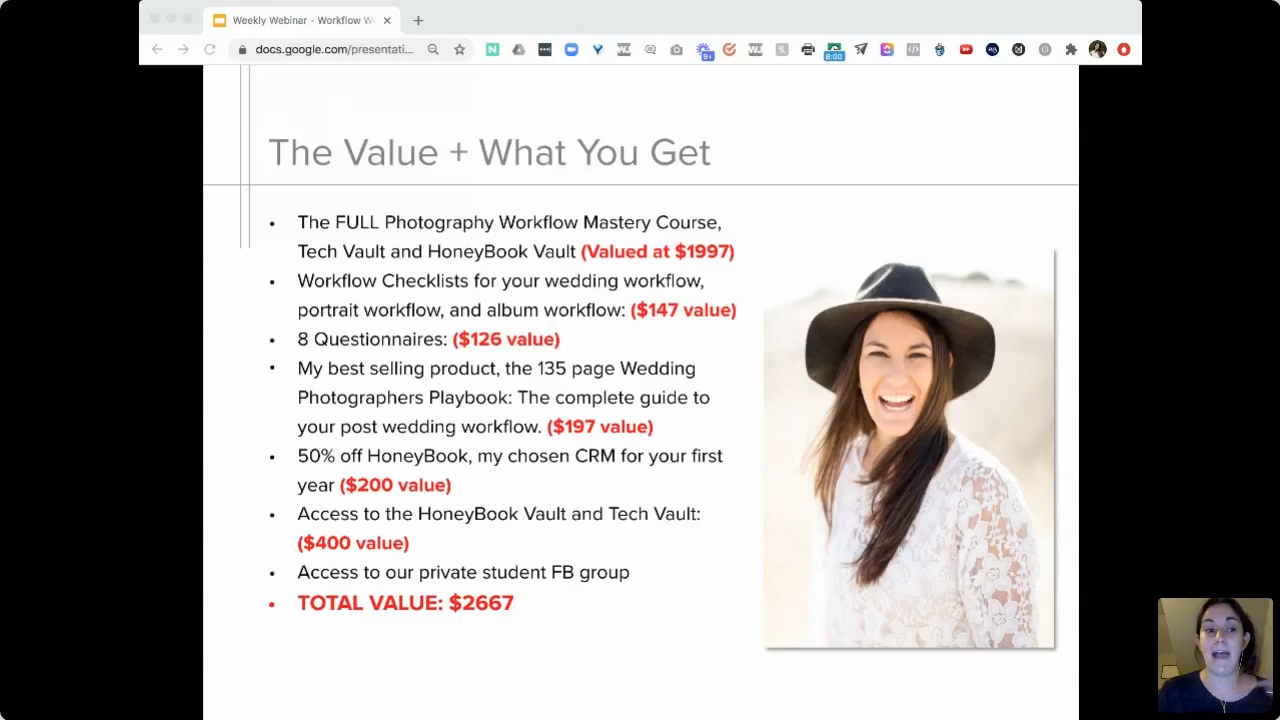 Weekly Webinar - Workflow W
docs.google.com/presentati...
9+
8:00
The Value + What You Get
• The FULL Photography Workflow Mastery Course,
Tech Vault and HoneyBook Vault (Valued at $1997)
• Workflow Checklists for your wedding workflow,
portrait workflow, and album workflow: ($147 value)
• 8 Questionnaires: ($126 value)
• My best selling product, the 135 page Wedding
Photographers Playbook: The complete guide to
your post wedding workflow. ($197 value)
• 50% off HoneyBook, my chosen CRM for your first
year ($200 value)
• Access to the HoneyBook Vault and Tech Vault:
($400 value)
• Access to our private student FB group
• TOTAL VALUE: $2667